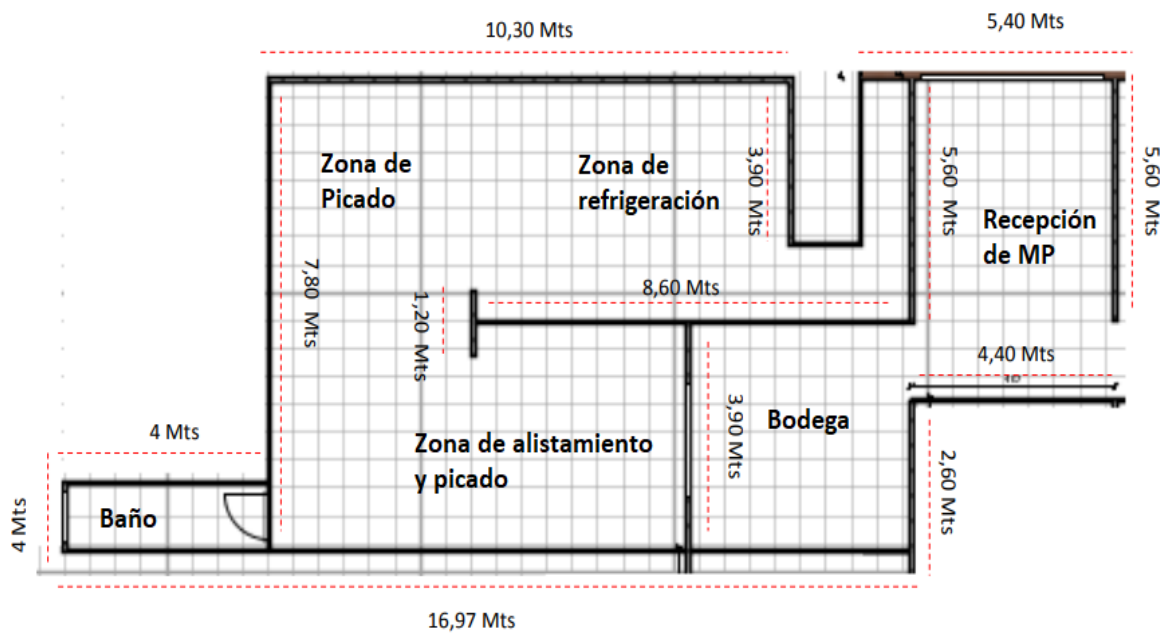 10,30 Mts
5,40 Mts
Zona de
Picado
Zona de
refrigeración
3,90 Mts
5,60 Mts
5,60 Mts
Recepción
de MP
7,80 Mts
1,20 Mts
8,60 Mts
4,40 Mts
3,90 Mts
Bodega
4 Mts
Zona de alistamiento
y picado
2,60 Mts
4 Mts
Baño
16,97 Mts